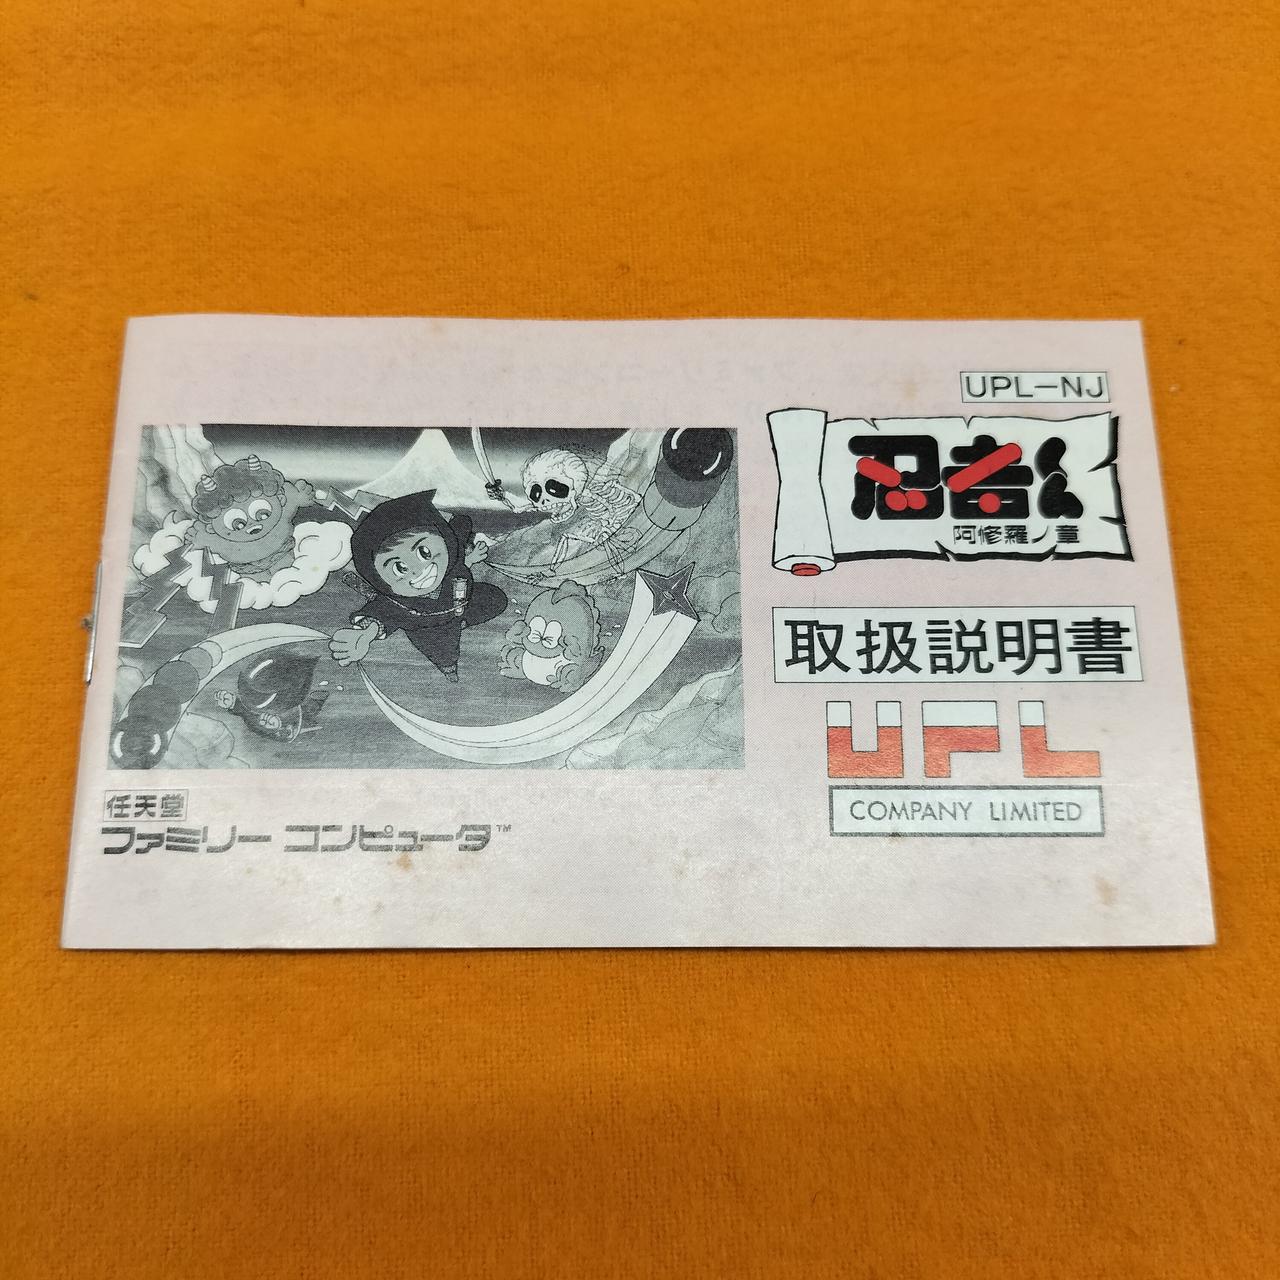 UPL-NJ
忍者くん
阿修羅ノ章
取扱説明書
UPL
COMPANY LIMITED
任天堂
ファミリー コンピュータ™